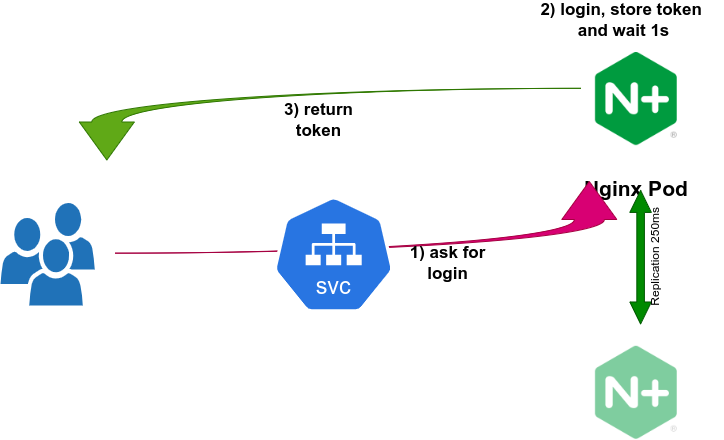 2) login, store token
and wait 1s
N+
®
3) return
token
Nginx Pod
Replication 250ms
1) ask for
login
SVC
N+
®